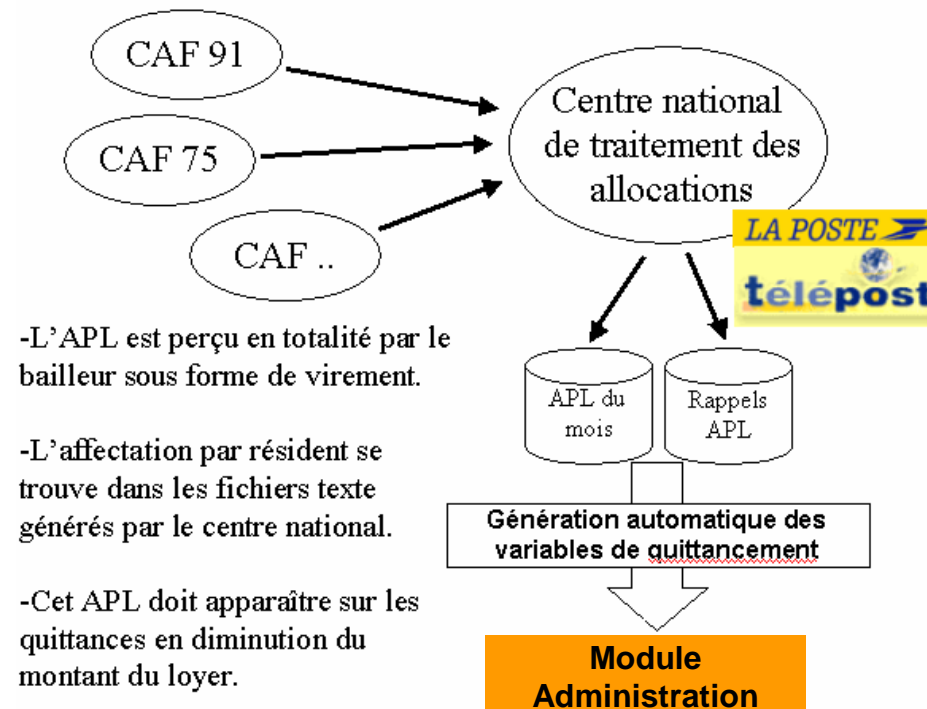 CAF 91
CAF 75
CAF ..
Centre national
de traitement des
allocations
LA POSTE
télépost
-L'APL est perçu en totalité par le
bailleur sous forme de virement.
-L'affectation par résident se
trouve dans les fichiers texte
générés par le centre national.
-Cet APL doit apparaître sur les
quittances en diminution du
montant du loyer.
APL du
mois
Rappels
APL
Génération automatique des
variables de quittancement
Module
Administration